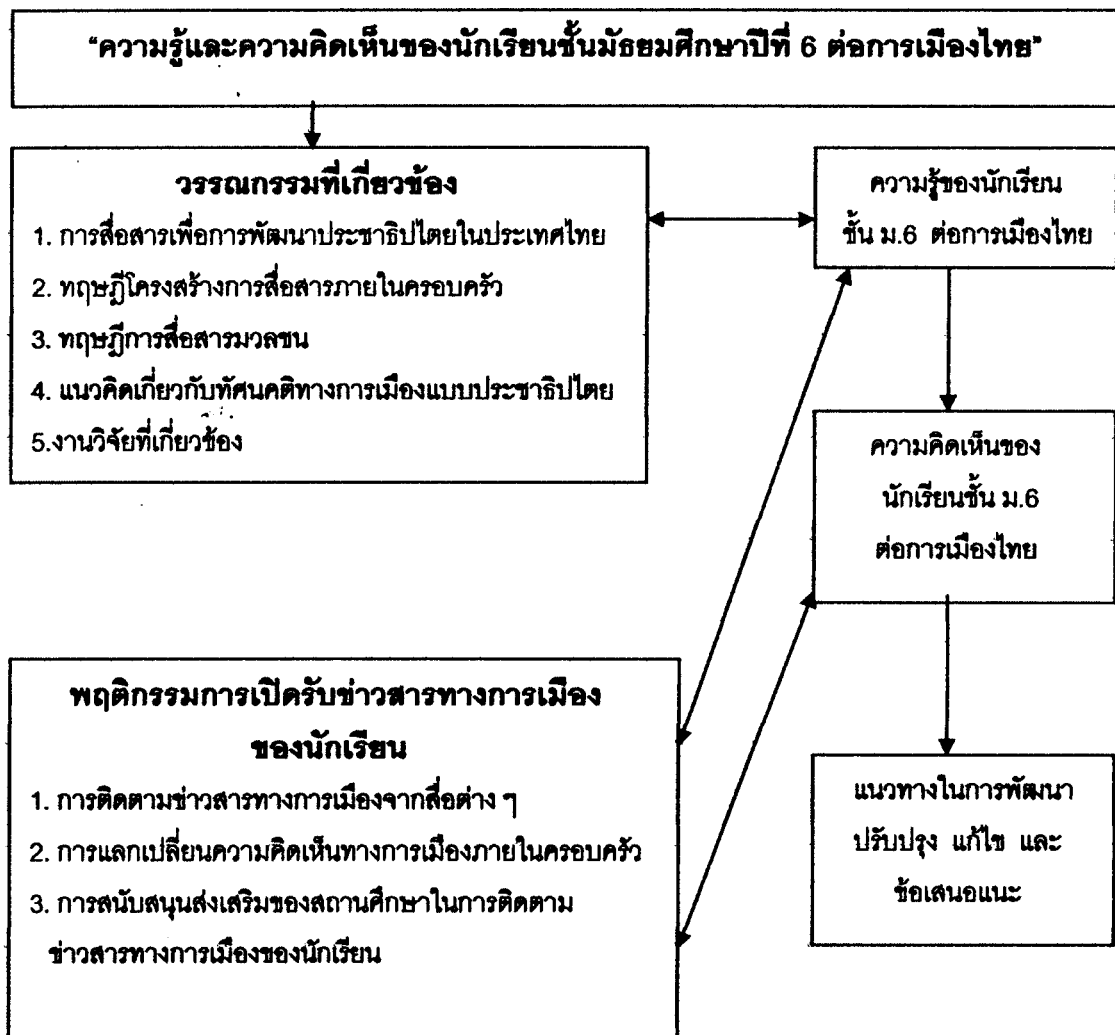 "ความรู้และความคิดเห็นของนักเรียนชั้นมัธยมศึกษาปีที่ 6 ต่อการเมืองไทย"
วรรณกรรมที่เกี่ยวข้อง
1. การสื่อสารเพื่อการพัฒนาประชาธิปไตยในประเทศไทย
2. ทฤษฎีโครงสร้างการสื่อสารภายในครอบครัว
3. ทฤษฎีการสื่อสารมวลชน
4. แนวคิดเกี่ยวกับทัศนคติทางการเมืองแบบประชาธิปไตย
5.งานวิจัยที่เกี่ยวข้อง
ความรู้ของนักเรียน
ชั้น ม.6 ต่อการเมืองไทย
ความคิดเห็นของ
นักเรียนชั้น ม.6
ต่อการเมืองไทย
พฤติกรรมการเปิดรับข่าวสารทางการเมือง
ของนักเรียน
1. การติดตามข่าวสารทางการเมืองจากสื่อต่าง ๆ
2. การแลกเปลี่ยนความคิดเห็นทางการเมืองภายในครอบครัว
3. การสนับสนุนส่งเสริมของสถานศึกษาในการติดตาม
ข่าวสารทางการเมืองของนักเรียน
แนวทางในการพัฒนา
ปรับปรุง แก้ไข และ
ข้อเสนอแนะ